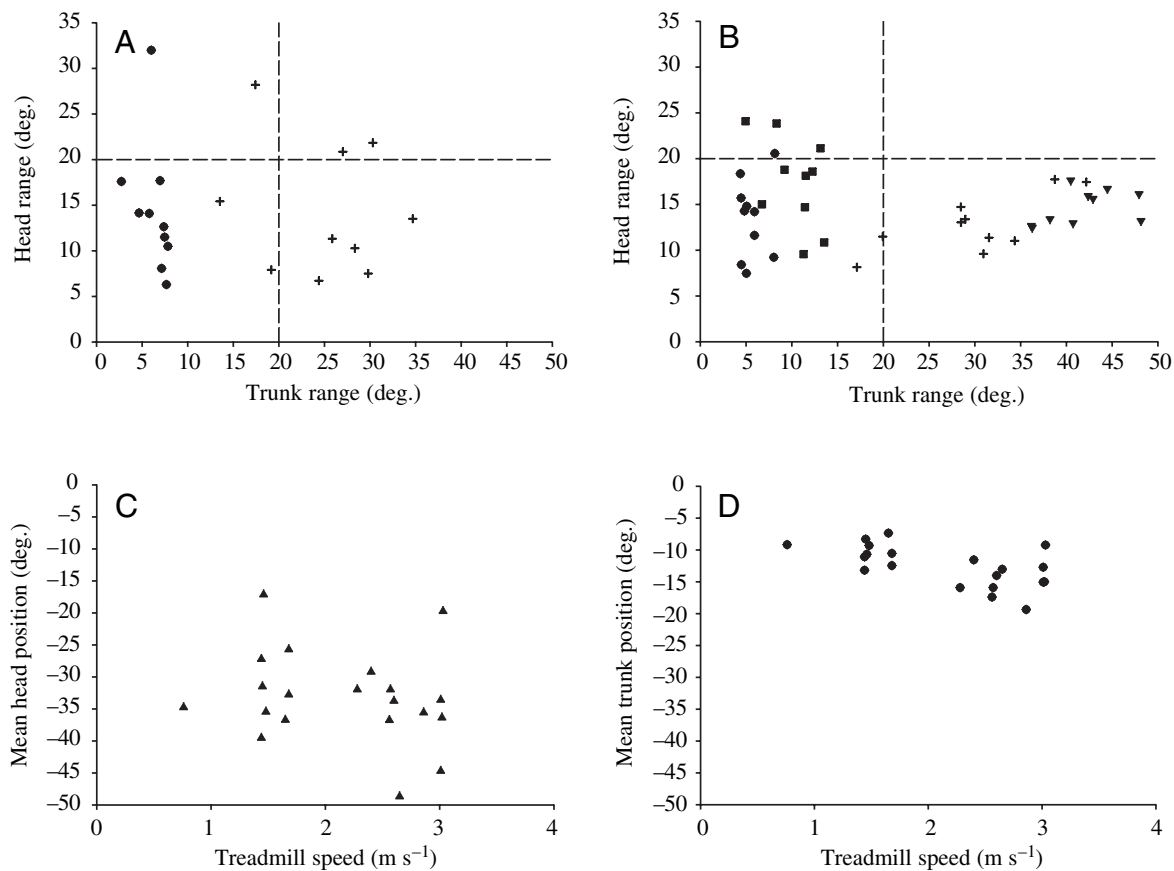 A
35
30
25
20
15
10
5
0
Head range (deg.)
0 5 10 15 20 25 30 35 40 45 50
Trunk range (deg.)
B
35
30
25
20
15
10
5
0
Head range (deg.)
0 5 10 15 20 25 30 35 40 45 50
Trunk range (deg.)
C
0
–5
–10
–15
–20
–25
–30
–35
–40
–45
–50
Mean head position (deg.)
0 1 2 3 4
Treadmill speed (m s–1)
D
0
–5
–10
–15
–20
–25
–30
–35
–40
–45
–50
Mean trunk position (deg.)
0 1 2 3 4
Treadmill speed (m s–1)